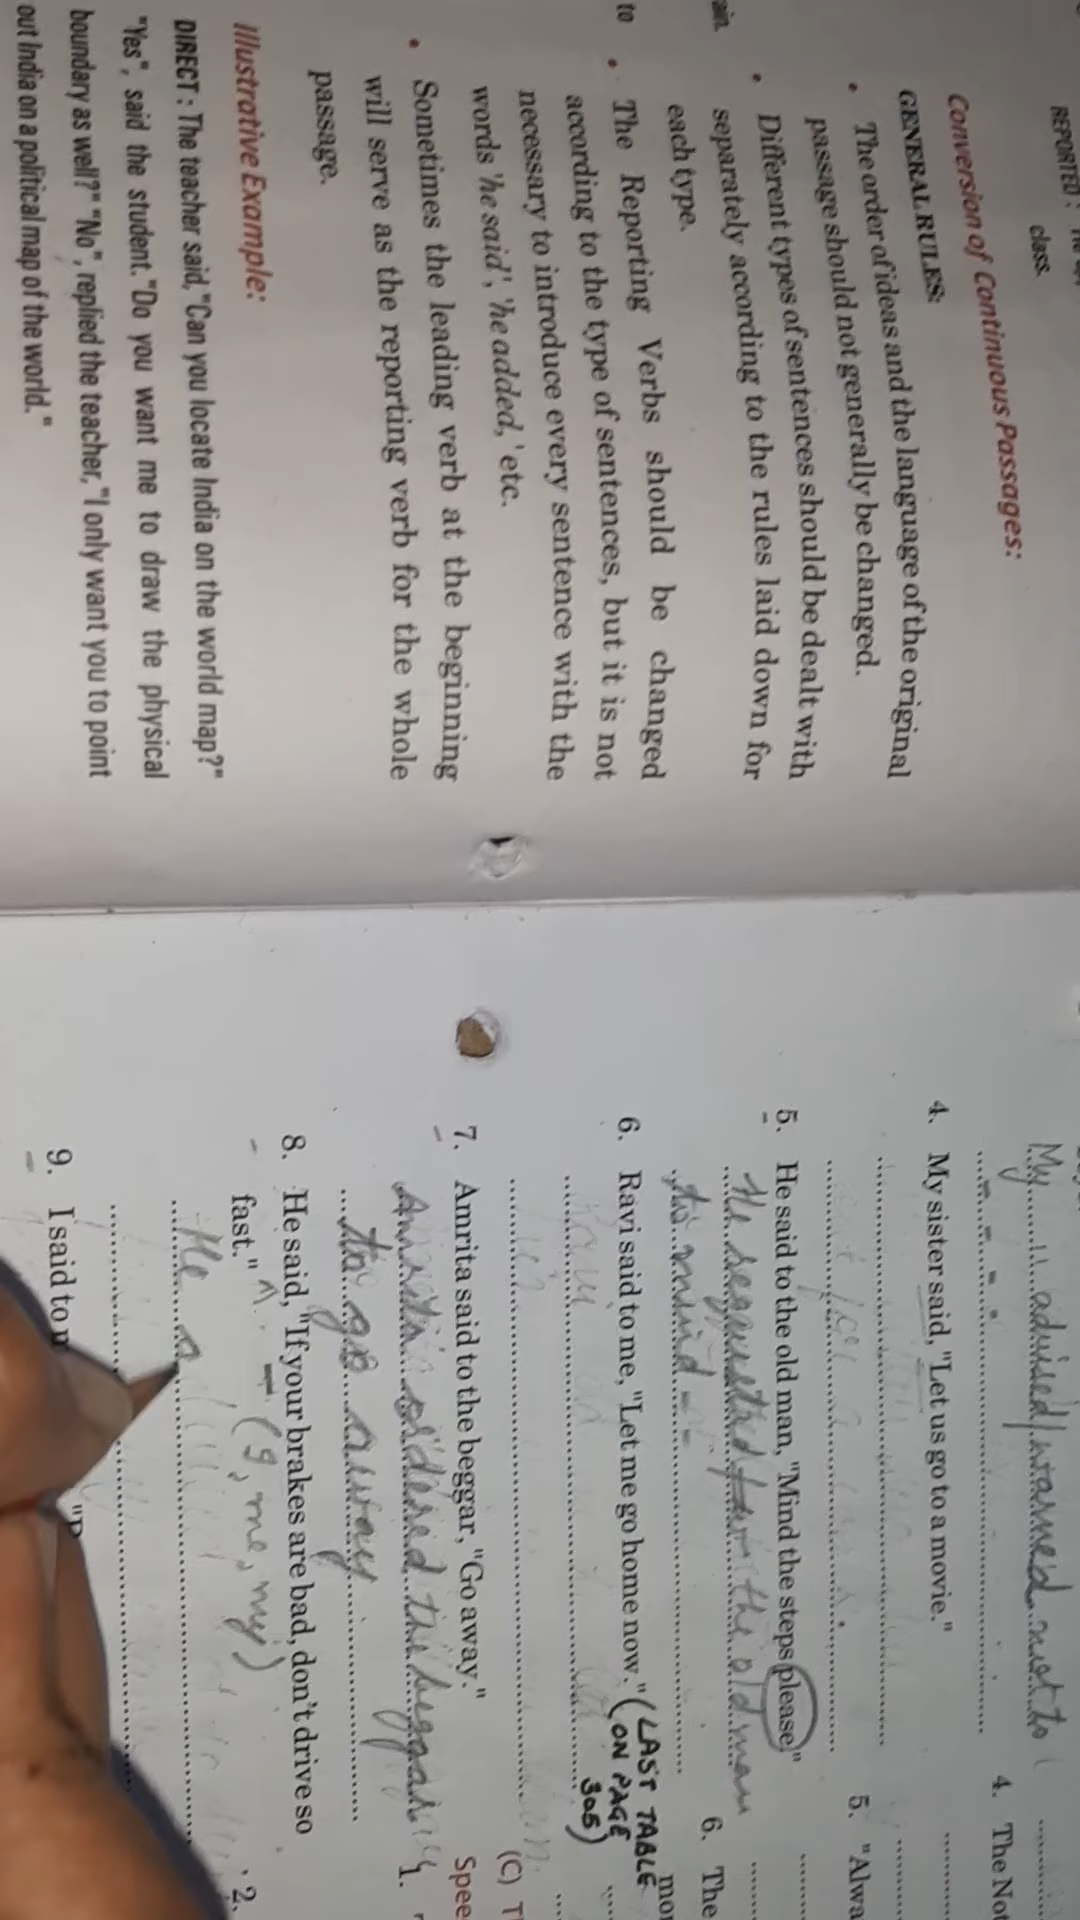 REPORTED :
class.
Conversion of Continuous Passages:
GENERAL RULES:
• The order of ideas and the language of the original
passage should not generally be changed.
• Different types of sentences should be dealt with
separately according to the rules laid down for
each type.
• The Reporting Verbs should be changed
according to the type of sentences, but it is not
necessary to introduce every sentence with the
words 'he said', 'he added,' etc.
• Sometimes the leading verb at the beginning
will serve as the reporting verb for the whole
passage.
Illustrative Example:
DIRECT : The teacher said, "Can you locate India on the world map?"
"Yes", said the student. "Do you want me to draw the physical
boundary as well?" "No", replied the teacher, "I only want you to point
out India on a political map of the world."
ain.
to
My " advised/warned not to
4. My sister said, "Let us go to a movie."
5. He said to the old man, "Mind the steps please."
He requested the old man
to mind
6. Ravi said to me, "Let me go home now." (LAST TABLE
ON PAGE
305)
7. Amrita said to the beggar, "Go away."
Amrita ordered the beggar
to go away
8. He said, "If your brakes are bad, don't drive so
fast." (I, me, my)
He a
9. I said to
4. The Not
5. "Alwa
6. The
mor
(C) T
Spee
1.
2.